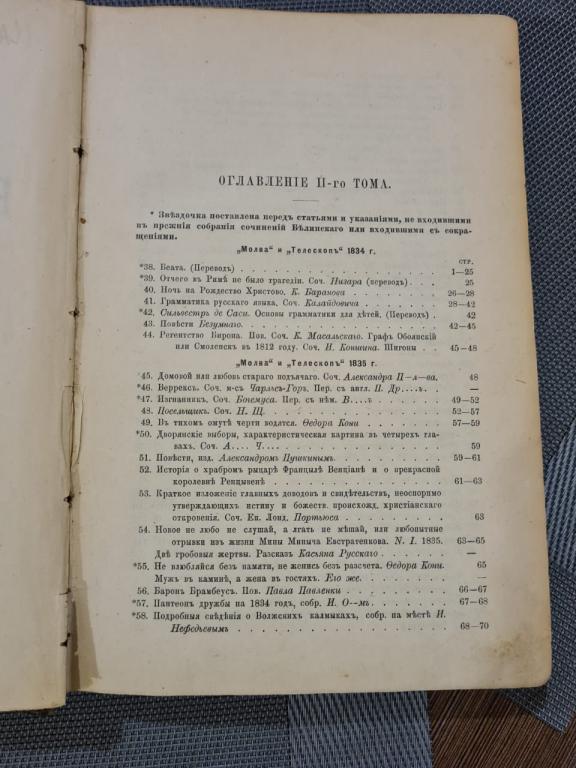 ОГЛАВЛЕНІЕ II-го ТОМА.
* Звѣздочка поставлена передъ статьями и указаніями, не входившими
въ прежнія собранія сочиненій Бѣлинскаго или входившими съ сокра-
щеніями.
„Молва" и „Телескопъ" 1834 г.
СТР.
*38. Беата. (Переводъ) . . . 1—25
*39. Отчего в Римѣ не было трагедіи. Соч. Низара (переводъ) . . 25
40. Ночь на Рождество Христово. К. Баранова . . . 26—28
41. Грамматика русскаго языка, Соч. Калайдовича . . . 28—42
*42. Сильвестръ де Саси. Основы грамматики для дѣтей. (Переводъ) . 42
43. Повѣсти Безумнаго. . . . 42—45
44. Регентство Бирона. Пов. Соч. К. Масальскаго. Графъ Обоянскій
или Смоленскъ въ 1812 году. Соч. Н. Коншина. Шигоны . . . 45—48
„Молва" и „Телескопъ" 1835 г.
45. Домовой или любовь стараго подъячаго. Соч. Александра П—л—ва. 48
*46. Верреќсъ. Соч. м-съ Чарльсъ-Горъ. Пер. съ англ. П. Др....ъ. . —
*47. Изгнанникъ. Соч. Богемуса. Пер. съ нѣм. В....ъ . . . 49—52
48. Посельщикъ. Соч. Н. Щ. . . . 52—57
49. Въ тихомъ омутѣ черти водятся. Ѳедора Кони . . . 57—59
*50. Дворянскіе выборы, характеристическая картина въ четырехъ гла-
вахъ. Соч. А.... Ч.... . . . 59
51. Повѣсти, изд. Александромъ Пушкинымъ. . . . 59—61
52. Исторія о храбромъ рыцарѣ Францылѣ Венціанѣ и о прекрасной
королевнѣ Ренцывенѣ . . . 61—63
53. Краткое изложеніе главныхъ доводовъ и свидѣтельствъ, неоспоримо
утверждающихъ истину и божеств. происхожд. христіанскаго
откровенія. Соч. Еп. Лонд. Портьюса . . . 63
54. Новое не любо не слушай, а лгать не мѣшай, или любопытные
отрывки изъ жизни Мины Миныча Евстратенкова. N. I. 1835. 63—65
Двѣ гробовыя жертвы. Разсказъ Касьяна Русскаго . . . —
*55. Не влюбляйся безъ памяти, не женись безъ разсчета. Ѳедора Кони. 65
Мужъ въ каминѣ, а жена въ гостяхъ. Его же. . . . —
56. Баронъ Брамбеусъ. Пов. Павла Павленки . . . 66—67
*57. Пантеонъ дружбы на 1834 годъ, собр. И. О—мъ . . . 67—68
*58. Подробныя свѣдѣнія о Волжскихъ калмыкахъ, собр. на мѣстѣ Н.
Нефедьевымъ . . . 68—70